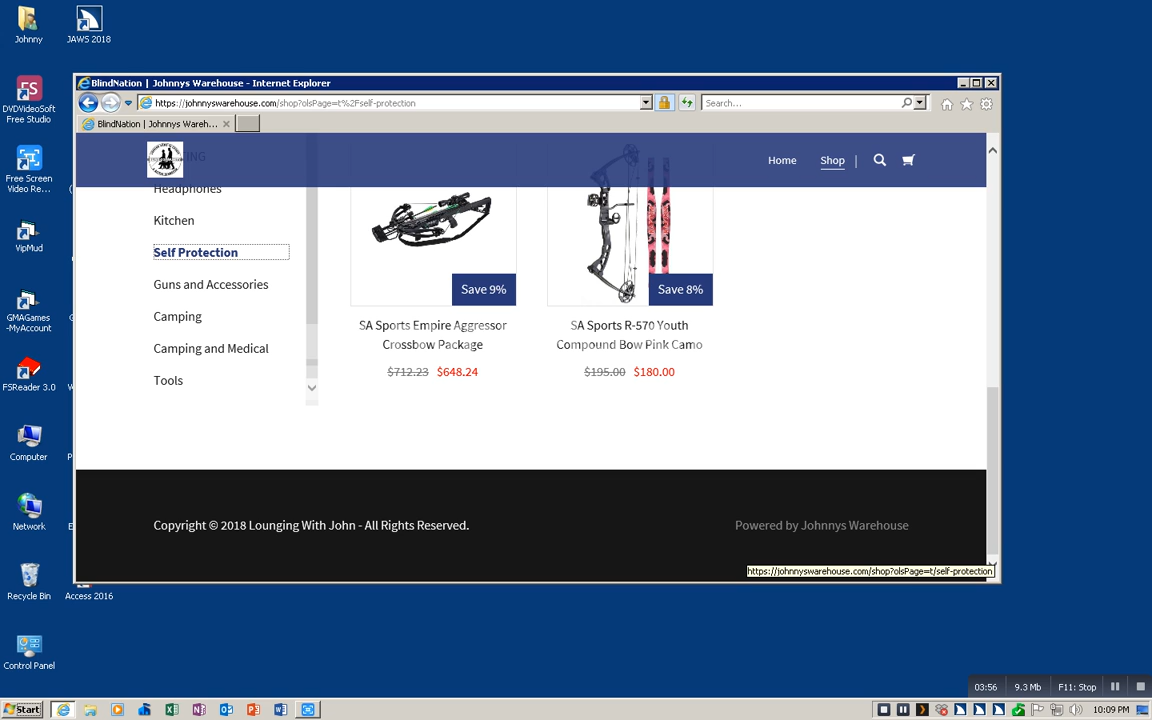 Johnny
JAWS 2018
DVDVideoSoft
Free Studio
Free Screen
Video Re...
VipMud
GMAGames
-MyAccount
FSReader 3.0
Computer
Network
Recycle Bin
Access 2016
Control Panel
BlindNation | Johnnys Warehouse - Internet Explorer
https://johnnyswarehouse.com/shop?olsPage=t%2Fself-protection
Search...
BlindNation | Johnnys Wareh...
Home
Shop
|
Headphones
Kitchen
Self Protection
Guns and Accessories
Camping
Camping and Medical
Tools
Save 9%
Save 8%
SA Sports Empire Aggressor
Crossbow Package
$712.23 $648.24
SA Sports R-570 Youth
Compound Bow Pink Camo
$195.00 $180.00
Copyright © 2018 Lounging With John - All Rights Reserved.
Powered by Johnnys Warehouse
https://johnnyswarehouse.com/shop?olsPage=t/self-protection
03:56
9.3 Mb
F11: Stop
Start
10:09 PM